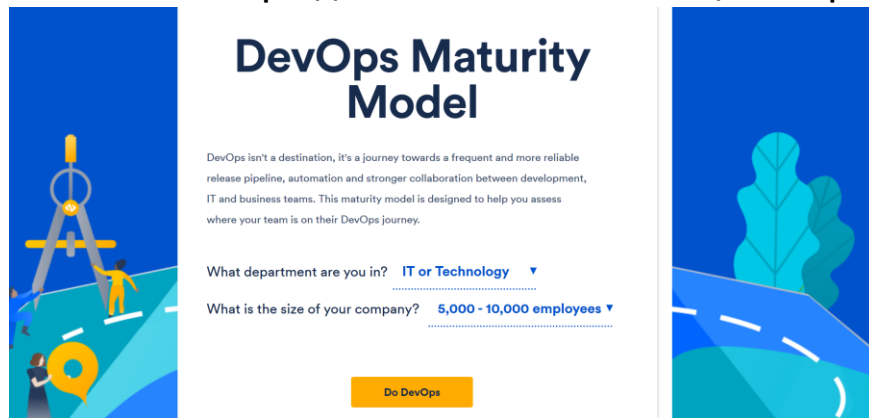 DevOps Maturity
Model
DevOps isn't a destination, it's a journey towards a frequent and more reliable
release pipeline, automation and stronger collaboration between development,
IT and business teams. This maturity model is designed to help you assess
where your team is on their DevOps journey.
What department are you in? IT or Technology ▼
What is the size of your company? 5,000 - 10,000 employees ▼
Do DevOps